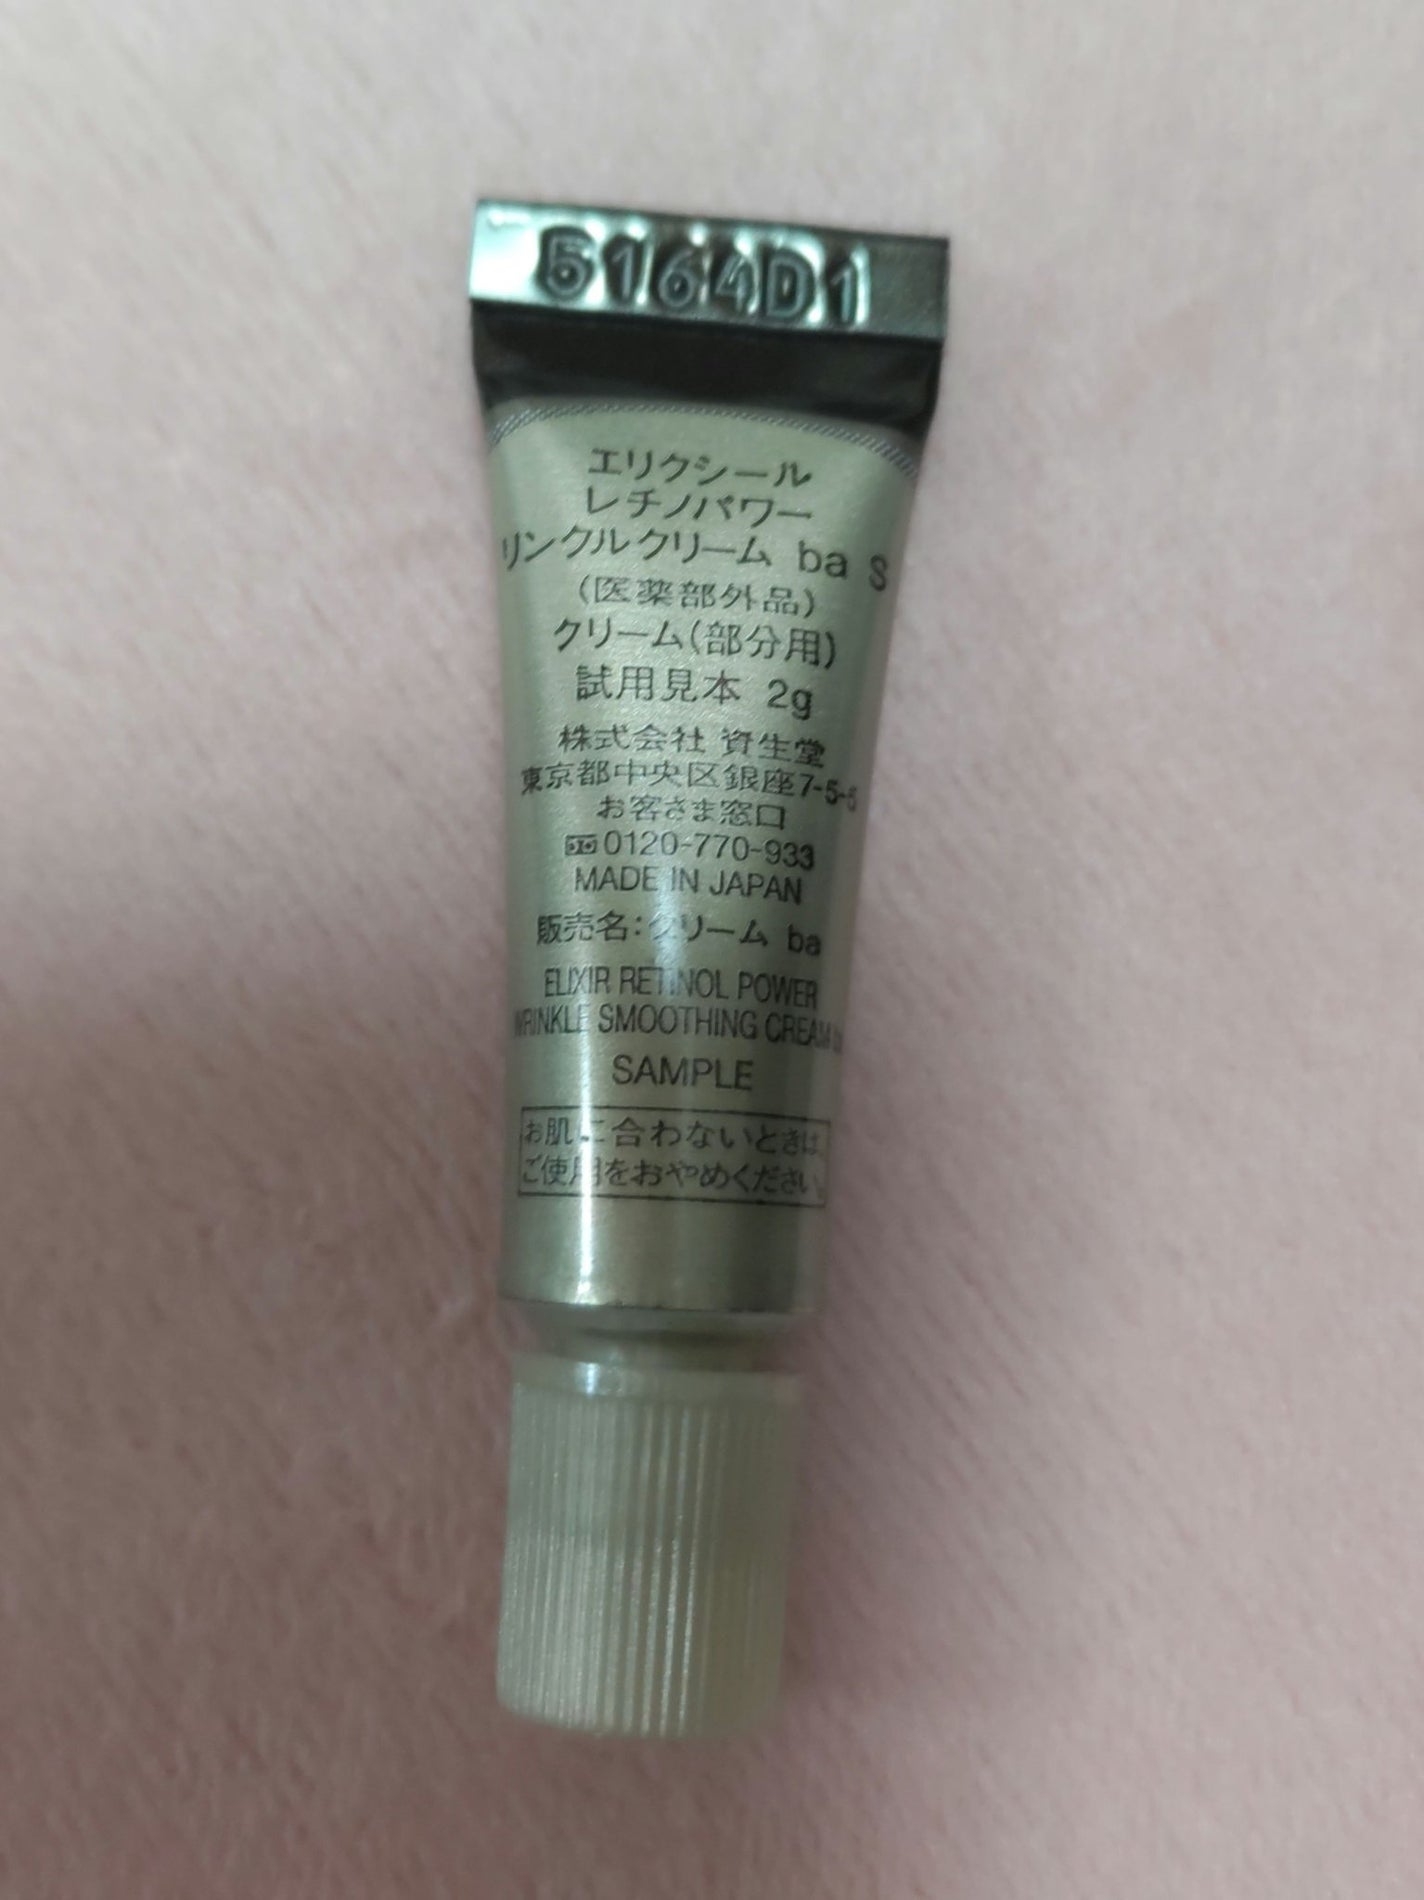 5164D1
エリクシール
レチノパワー
リンクルクリーム ba S
(医薬部外品)
クリーム(部分用)
試用見本 2g
株式会社 資生堂
東京都中央区銀座7-5-5
お客さま窓口
0120-770-933
MADE IN JAPAN
販売名:クリーム ba
ELIXIR RETINOL POWER
WRINKLE SMOOTHING CREAM
SAMPLE
お肌に合わないときは、
ご使用をおやめください。